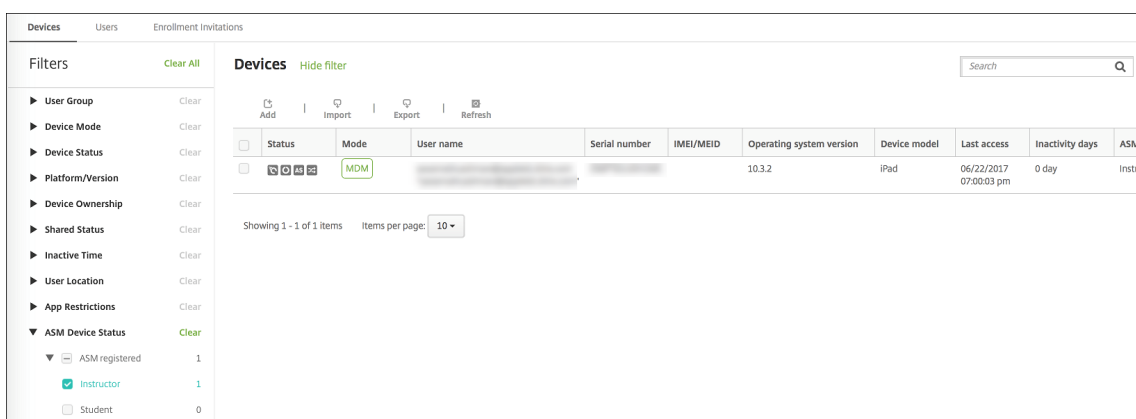 Devices Users Enrollment Invitations
Filters Clear All
User Group Clear
Device Mode Clear
Device Status Clear
Platform/Version Clear
Device Ownership Clear
Shared Status Clear
Inactive Time Clear
User Location Clear
App Restrictions Clear
ASM Device Status Clear
ASM registered 1
Instructor 1
Student 0
Devices Hide filter
Search
Add | Import | Export | Refresh
Status Mode User name Serial number IMEI/MEID Operating system version Device model Last access Inactivity days ASM
AS MDM 10.3.2 iPad 06/22/2017 0 day Instr
07:00:03 pm
Showing 1 - 1 of 1 items Items per page: 10